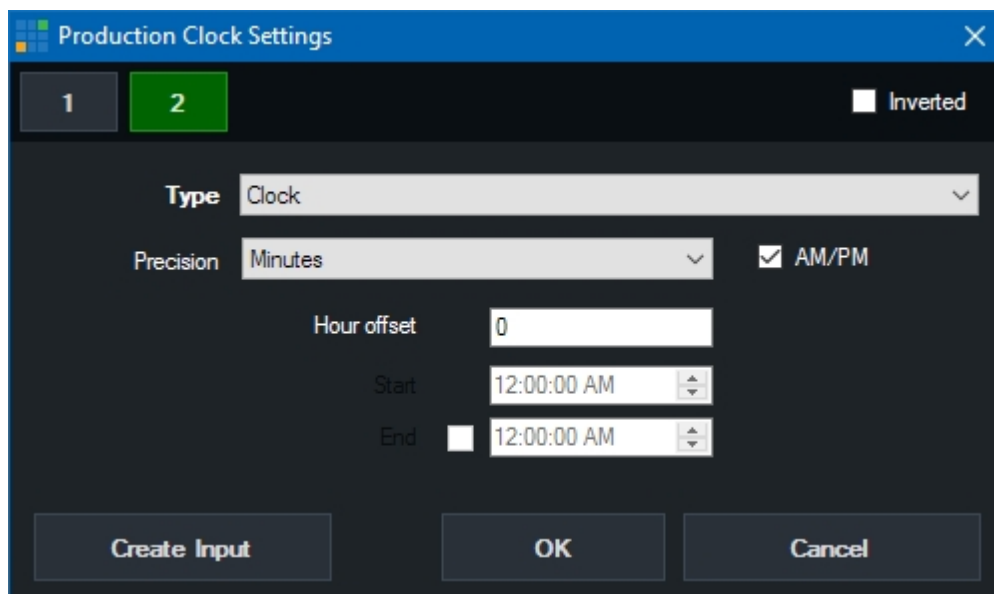 Production Clock Settings
1 2 Inverted
Type Clock
Precision Minutes AM/PM
Hour offset 0
Start 12:00:00 AM
End 12:00:00 AM
Create Input OK Cancel